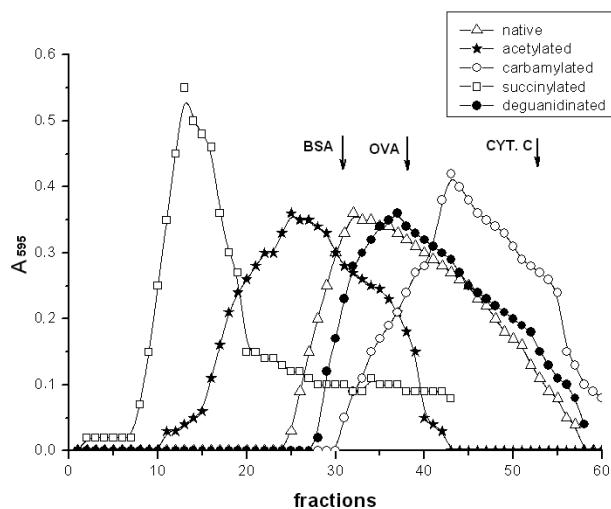 native
acetylated
carbamylated
succinylated
deguanidinated
BSA
OVA
CYT. C
A 595
0.6
0.5
0.4
0.3
0.2
0.1
0.0
0 10 20 30 40 50 60
fractions